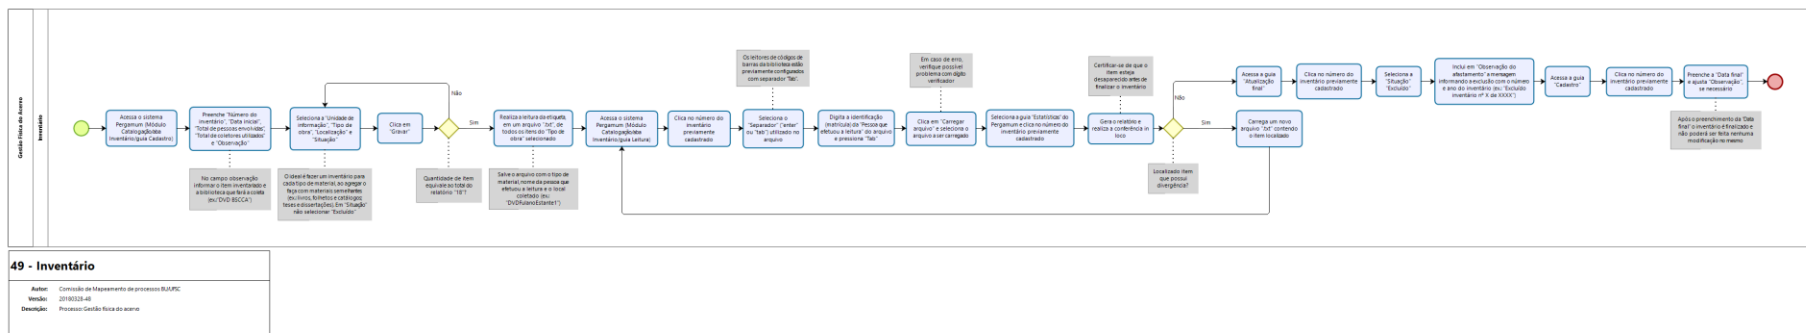 Gestão Física do Acervo
Inventário
Acessa o sistema
Pergamum (Módulo
Catalogação/aba
Inventário/guia Cadastro)
Preenche "Número do
inventário", "Data inicial",
"Total de pessoas envolvidas",
"Total de coletores utilizados"
e "Observação"
No campo observação
informar o item inventariado e
a biblioteca que fará a coleta
(ex:"DVD BSCCA")
Seleciona a "Unidade de
informação", "Tipo de
obra", "Localização e
"Situação"
O ideal é fazer um inventário para
cada tipo de material, ao agregar o
faça com materiais semelhantes
(ex:livros, folhetos e catálogos;
teses e dissertações). Em "Situação"
não selecionar "Excluído"
Clica em
"Gravar"
Não
Sim
Quantidade de item
equivale ao total do
relatório "18"?
Realiza a leitura da etiqueta,
em um arquivo ".txt", de
todos os itens do "Tipo de
obra" selecionado
Salve o arquivo com o tipo de
material, nome da pessoa que
efetuou a leitura e o local
coletado (ex:
"DVDFulanoEstante1")
Acessa o sistema
Pergamum (Módulo
Catalogação/aba
Inventário/guia Leitura)
Clica no número do
inventário
previamente
cadastrado
Os leitores de códigos de
barras da biblioteca estão
previamente configurados
com separador "Tab".
Seleciona o
"Separador" ("enter"
ou "tab") utilizado no
arquivo
Digita a identificação
(matrícula) da "Pessoa que
efetuou a leitura" do arquivo
e pressiona "Tab"
Em caso de erro,
verifique possível
problema com dígito
verificador
Clica em "Carregar
arquivo" e seleciona o
arquivo a ser carregado
Seleciona a guia "Estatísticas" do
Pergamum e clica no número do
inventário previamente
cadastrado
Certificar-se de que o
item esteja
desaparecido antes de
finalizar o inventário
Gera o relatório e
realiza a conferência in
loco
Não
Sim
Localizado item
que possui
divergência?
Carrega um novo
arquivo ".txt" contendo
o item localizado
Acessa a guia
"Atualização
final"
Clica no número do
inventário previamente
cadastrado
Seleciona a
"Situação"
"Excluído"
Inclui em "Observação do
afastamento" a mensagem
informando a exclusão com o número
e ano do inventário (ex: "Excluído
inventário nº X de XXXX")
Acessa a guia
"Cadastro"
Clica no número do
inventário previamente
cadastrado
Preenche a "Data final"
e ajusta "Observação",
se necessário
Após o preenchimento da "Data
final" o inventário é finalizado e
não poderá ser feita nenhuma
modificação no mesmo
49 - Inventário
Autor: Comissão de Mapeamento de processos BU/UFSC
Versão: 20180328-48
Descrição: Processo Gestão física do acervo